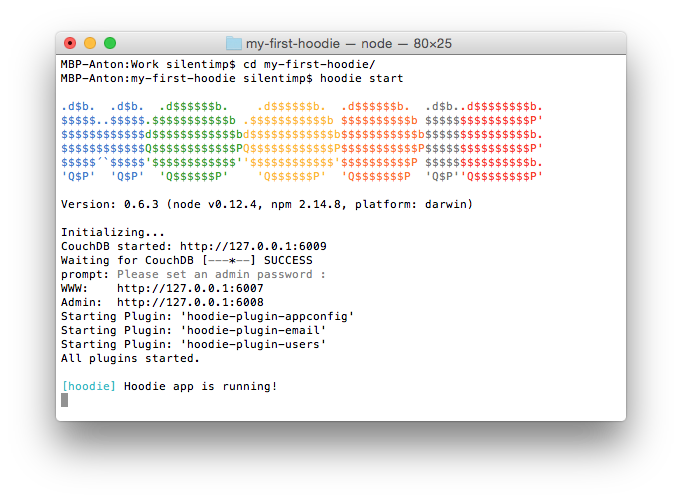 my-first-hoodie — node — 80×25
MBP-Anton:Work silentimp$ cd my-first-hoodie/
MBP-Anton:my-first-hoodie silentimp$ hoodie start
.d$b.  .d$b.  .d$$$$$$b.    .d$$$$$$b.  .d$$$$$$b.  .d$b..d$$$$$$$$b.
$$$$$..$$$$$.$$$$$$$$$$$b .$$$$$$$$$$$b $$$$$$$$$$b $$$$$$$$$$$$$$$P'
$$$$$$$$$$$$d$$$$$$$$$$$$bd$$$$$$$$$$$$b$$$$$$$$$$$b$$$$$$$$$$$$$$$b.
$$$$$$$$$$$$Q$$$$$$$$$$$$PQ$$$$$$$$$$$$P$$$$$$$$$$$P$$$$$$$$$$$$$$$P'
$$$$$´`$$$$$'$$$$$$$$$$$$''$$$$$$$$$$$$'$$$$$$$$$$P $$$$$$$$$$$$$$$b.
'Q$P'  'Q$P'  'Q$$$$$$P'    'Q$$$$$$P'  'Q$$$$$$$P  'Q$P''Q$$$$$$$$P'
Version: 0.6.3 (node v0.12.4, npm 2.14.8, platform: darwin)
Initializing...
CouchDB started: http://127.0.0.1:6009
Waiting for CouchDB [---*--] SUCCESS
prompt: Please set an admin password :
WWW:    http://127.0.0.1:6007
Admin:  http://127.0.0.1:6008
Starting Plugin: 'hoodie-plugin-appconfig'
Starting Plugin: 'hoodie-plugin-email'
Starting Plugin: 'hoodie-plugin-users'
All plugins started.
[hoodie] Hoodie app is running!